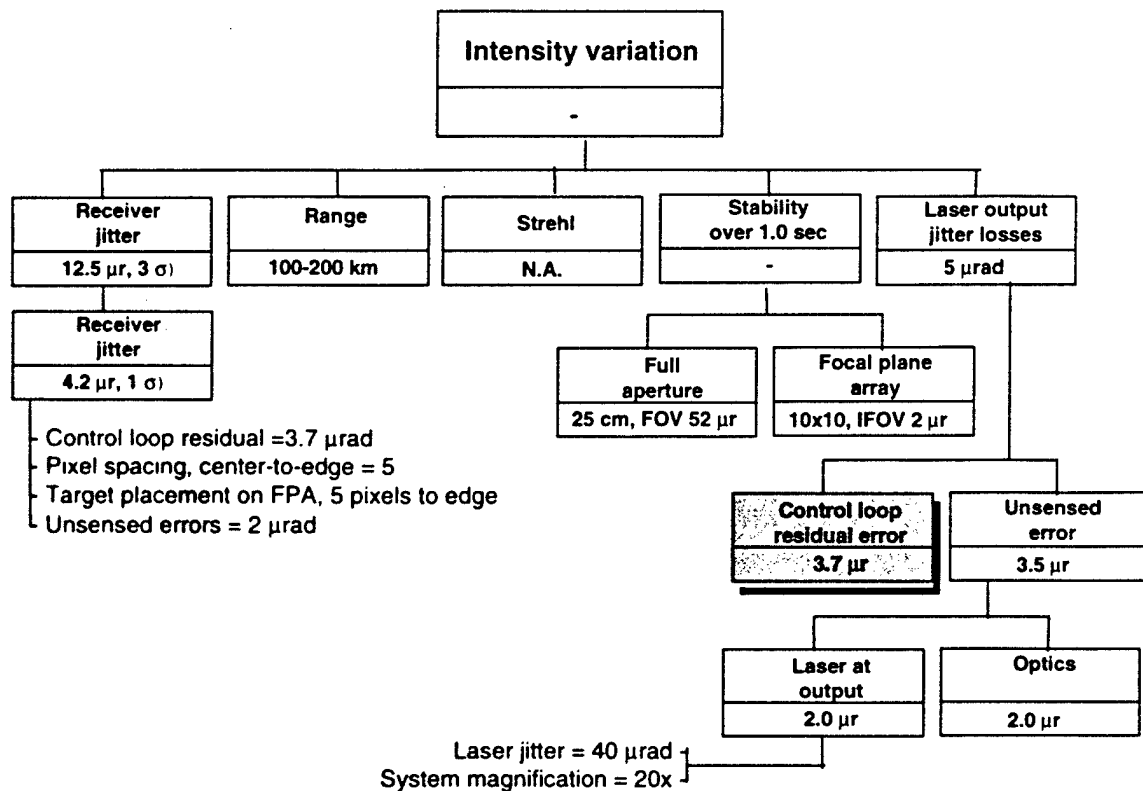 Intensity variation
-
Receiver
jitter
12.5 µr, 3 σ)
Range
100-200 km
Strehl
N.A.
Stability
over 1.0 sec
-
Laser output
jitter losses
5 µrad
Receiver
jitter
4.2 µr, 1 σ)
Control loop residual =3.7 µrad
Pixel spacing, center-to-edge = 5
Target placement on FPA, 5 pixels to edge
Unsensed errors = 2 µrad
Full
aperture
25 cm, FOV 52 µr
Focal plane
array
10x10, IFOV 2 µr
Control loop
residual error
3.7 µr
Unsensed
error
3.5 µr
Laser at
output
2.0 µr
Optics
2.0 µr
Laser jitter = 40 µrad
System magnification = 20x